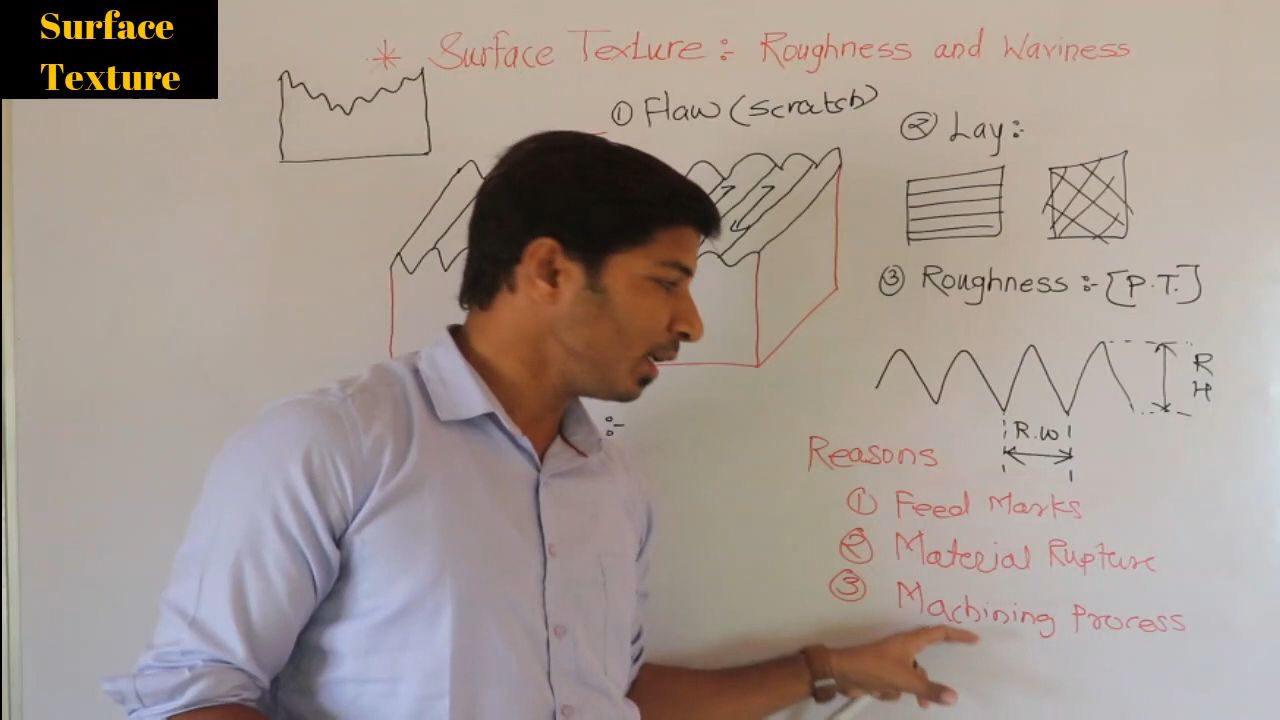 Surface
Texture
* Surface Texture :- Roughness and Waviness
① Flaw (scratch)
② Lay :-
③ Roughness :- [P.T.]
R
H
R.W
:-
Reasons
① Feed Marks
② Material Rupture
③ Machining Process